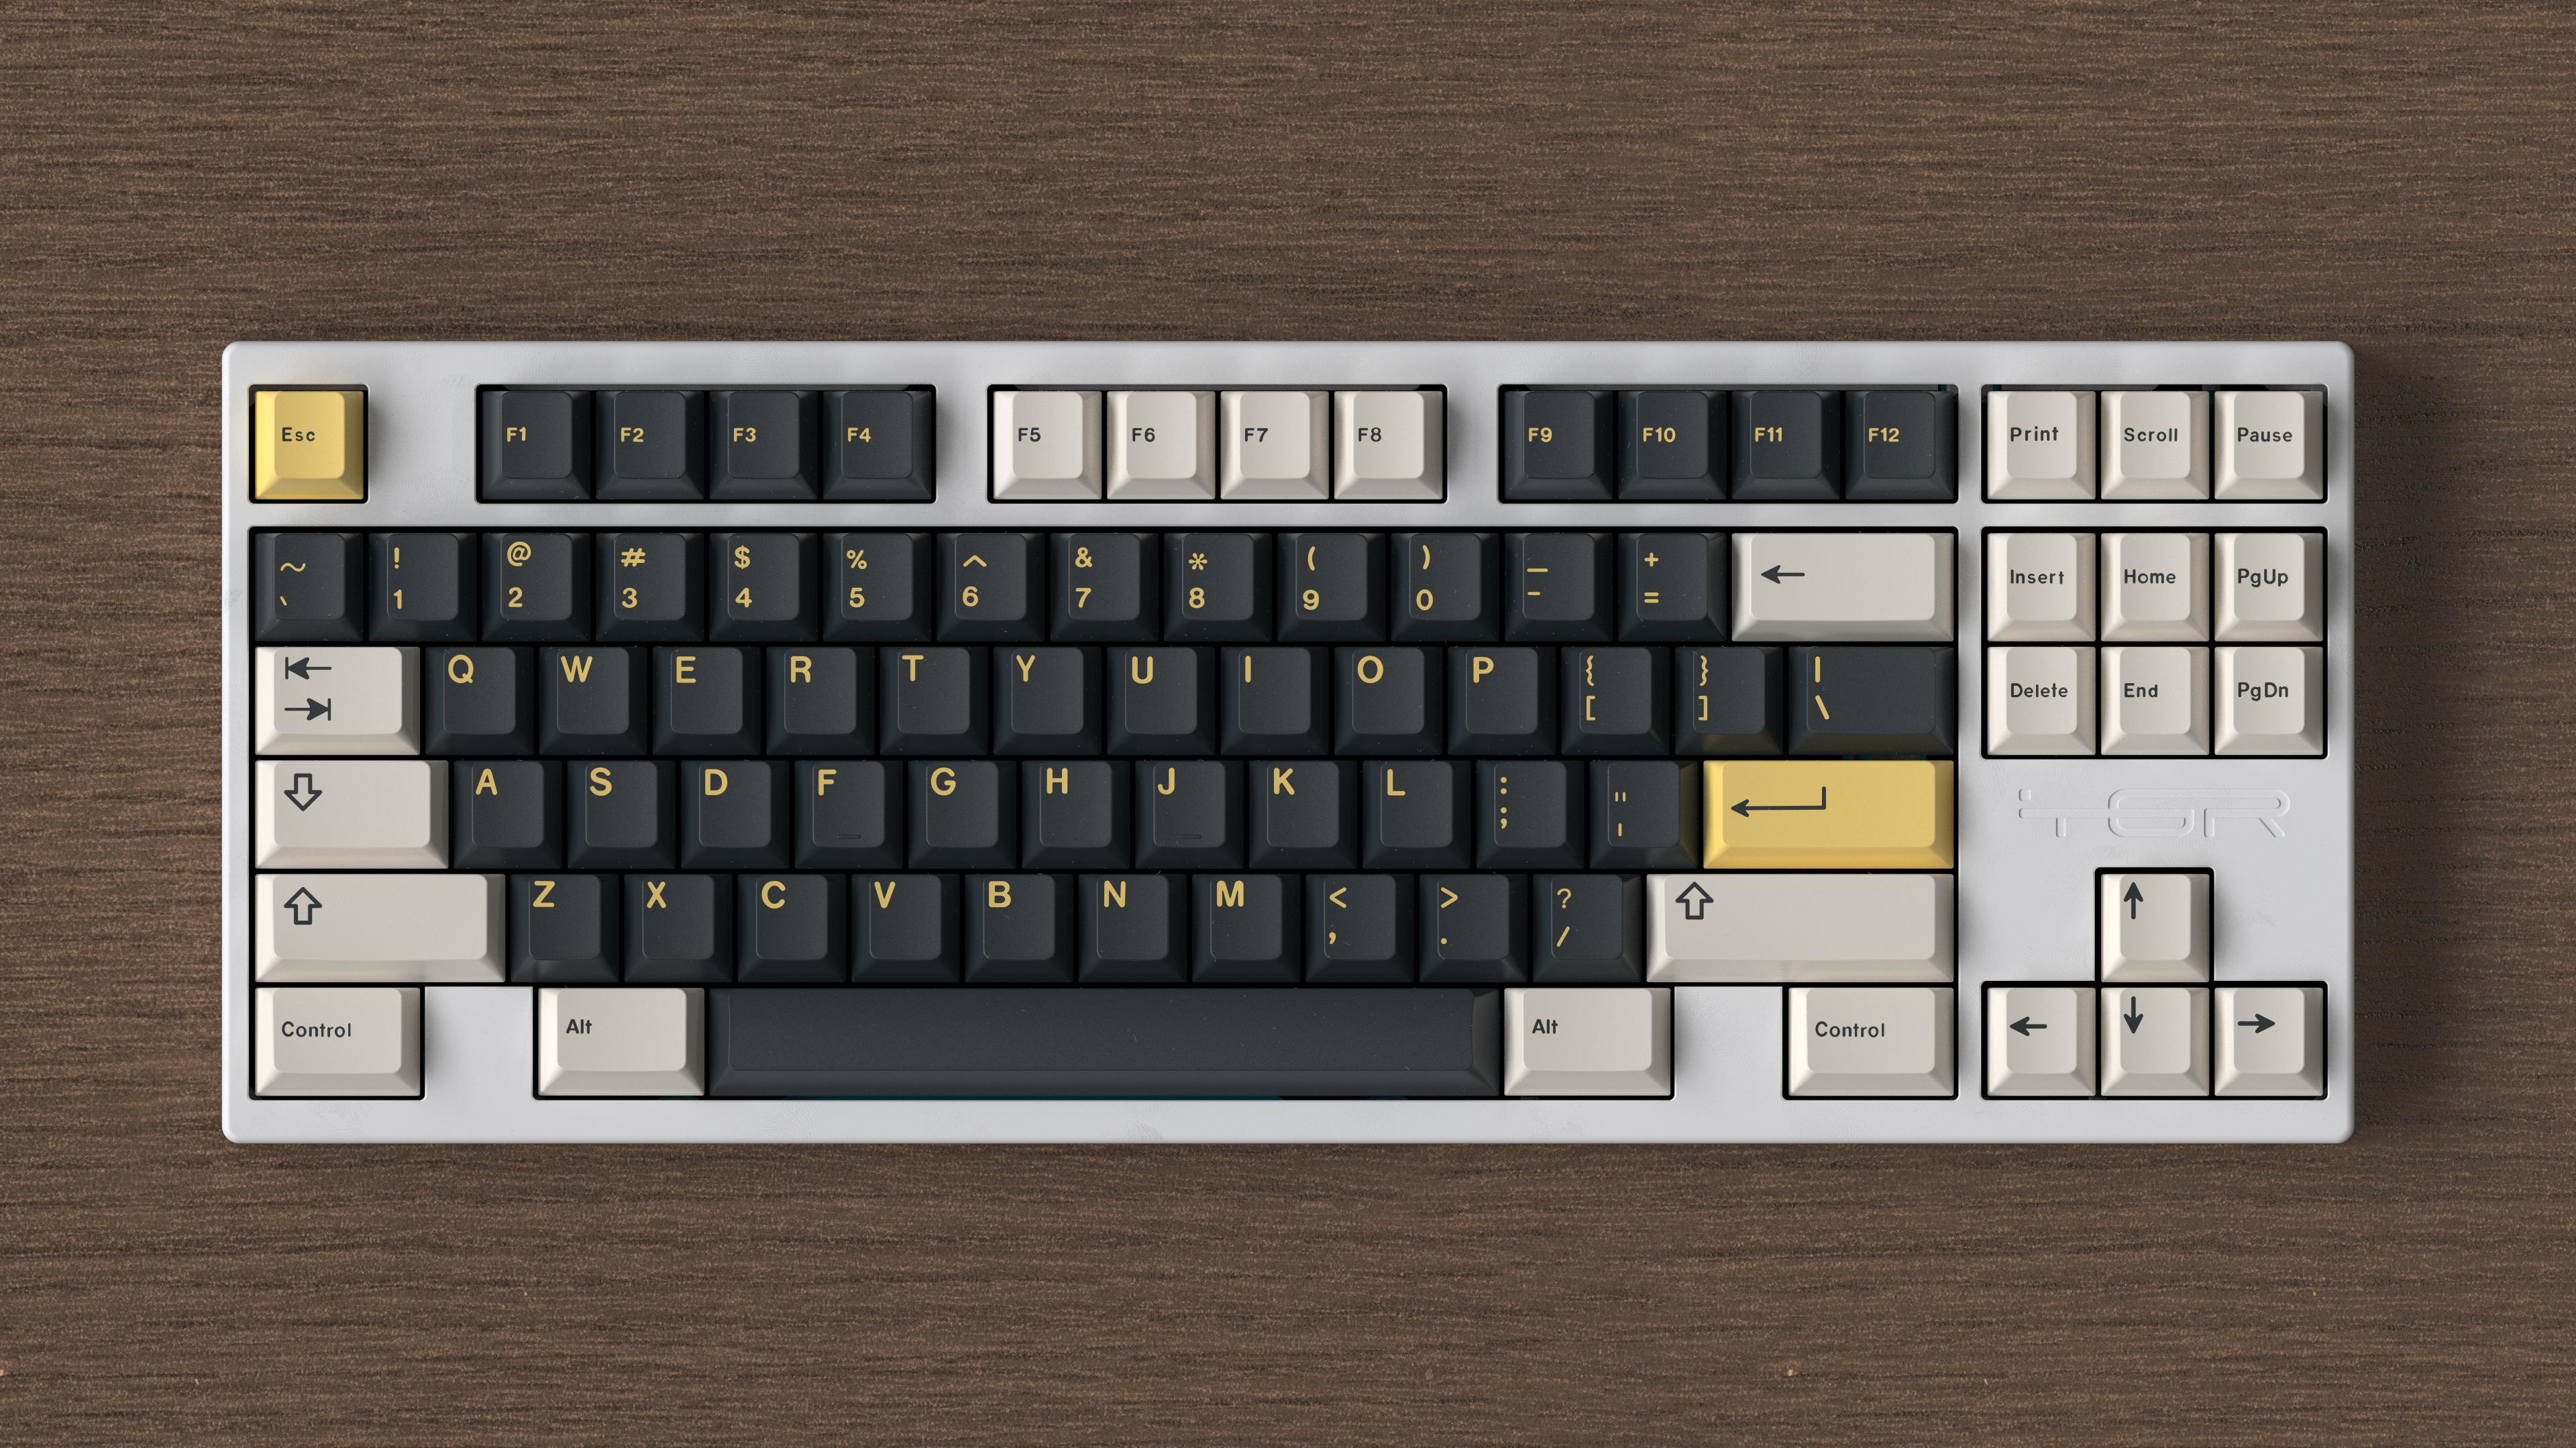 Esc F1 F2 F3 F4 F5 F6 F7 F8 F9 F10 F11 F12 Print Scroll Pause
~ ! @ # $ % ^ & * ( ) _ +
` 1 2 3 4 5 6 7 8 9 0 - = ← Insert Home PgUp
Q W E R T Y U I O P { } |
[ ] \ Delete End PgDn
A S D F G H J K L : "
; '
Z X C V B N M < > ?
, . /
Control Alt Alt Control ← ↓ →